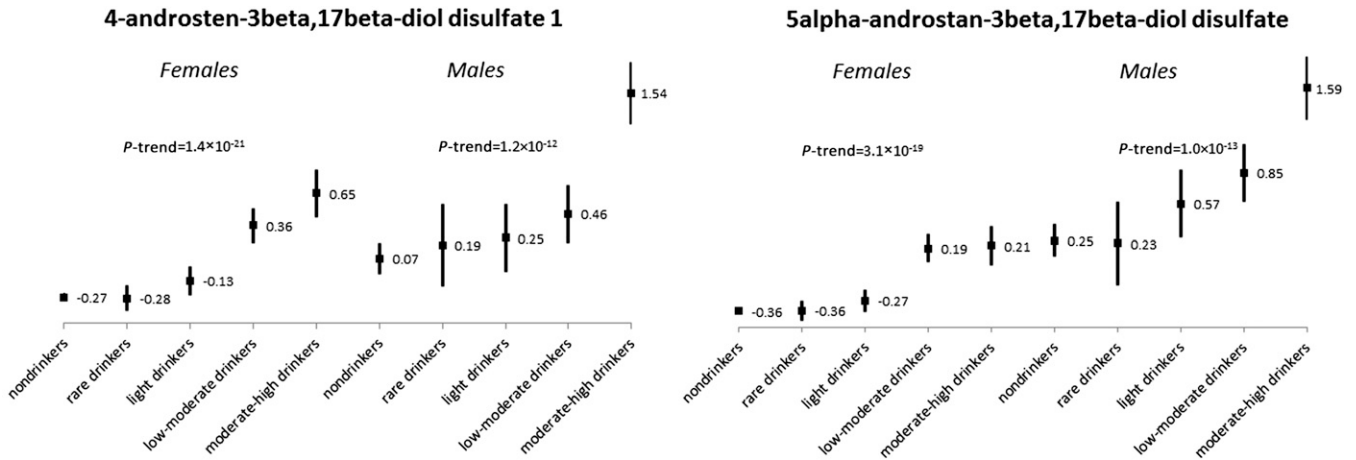 4-androsten-3beta,17beta-diol disulfate 1
Females
Males
P-trend=1.4×10-21
P-trend=1.2×10-12
-0.27
-0.28
-0.13
0.36
0.65
0.07
0.19
0.25
0.46
1.54
nondrinkers
rare drinkers
light drinkers
low-moderate drinkers
moderate-high drinkers
nondrinkers
rare drinkers
light drinkers
low-moderate drinkers
moderate-high drinkers
5alpha-androstan-3beta,17beta-diol disulfate
Females
Males
P-trend=3.1×10-19
P-trend=1.0×10-13
-0.36
-0.36
-0.27
0.19
0.21
0.25
0.23
0.57
0.85
1.59
nondrinkers
rare drinkers
light drinkers
low-moderate drinkers
moderate-high drinkers
nondrinkers
rare drinkers
light drinkers
low-moderate drinkers
moderate-high drinkers